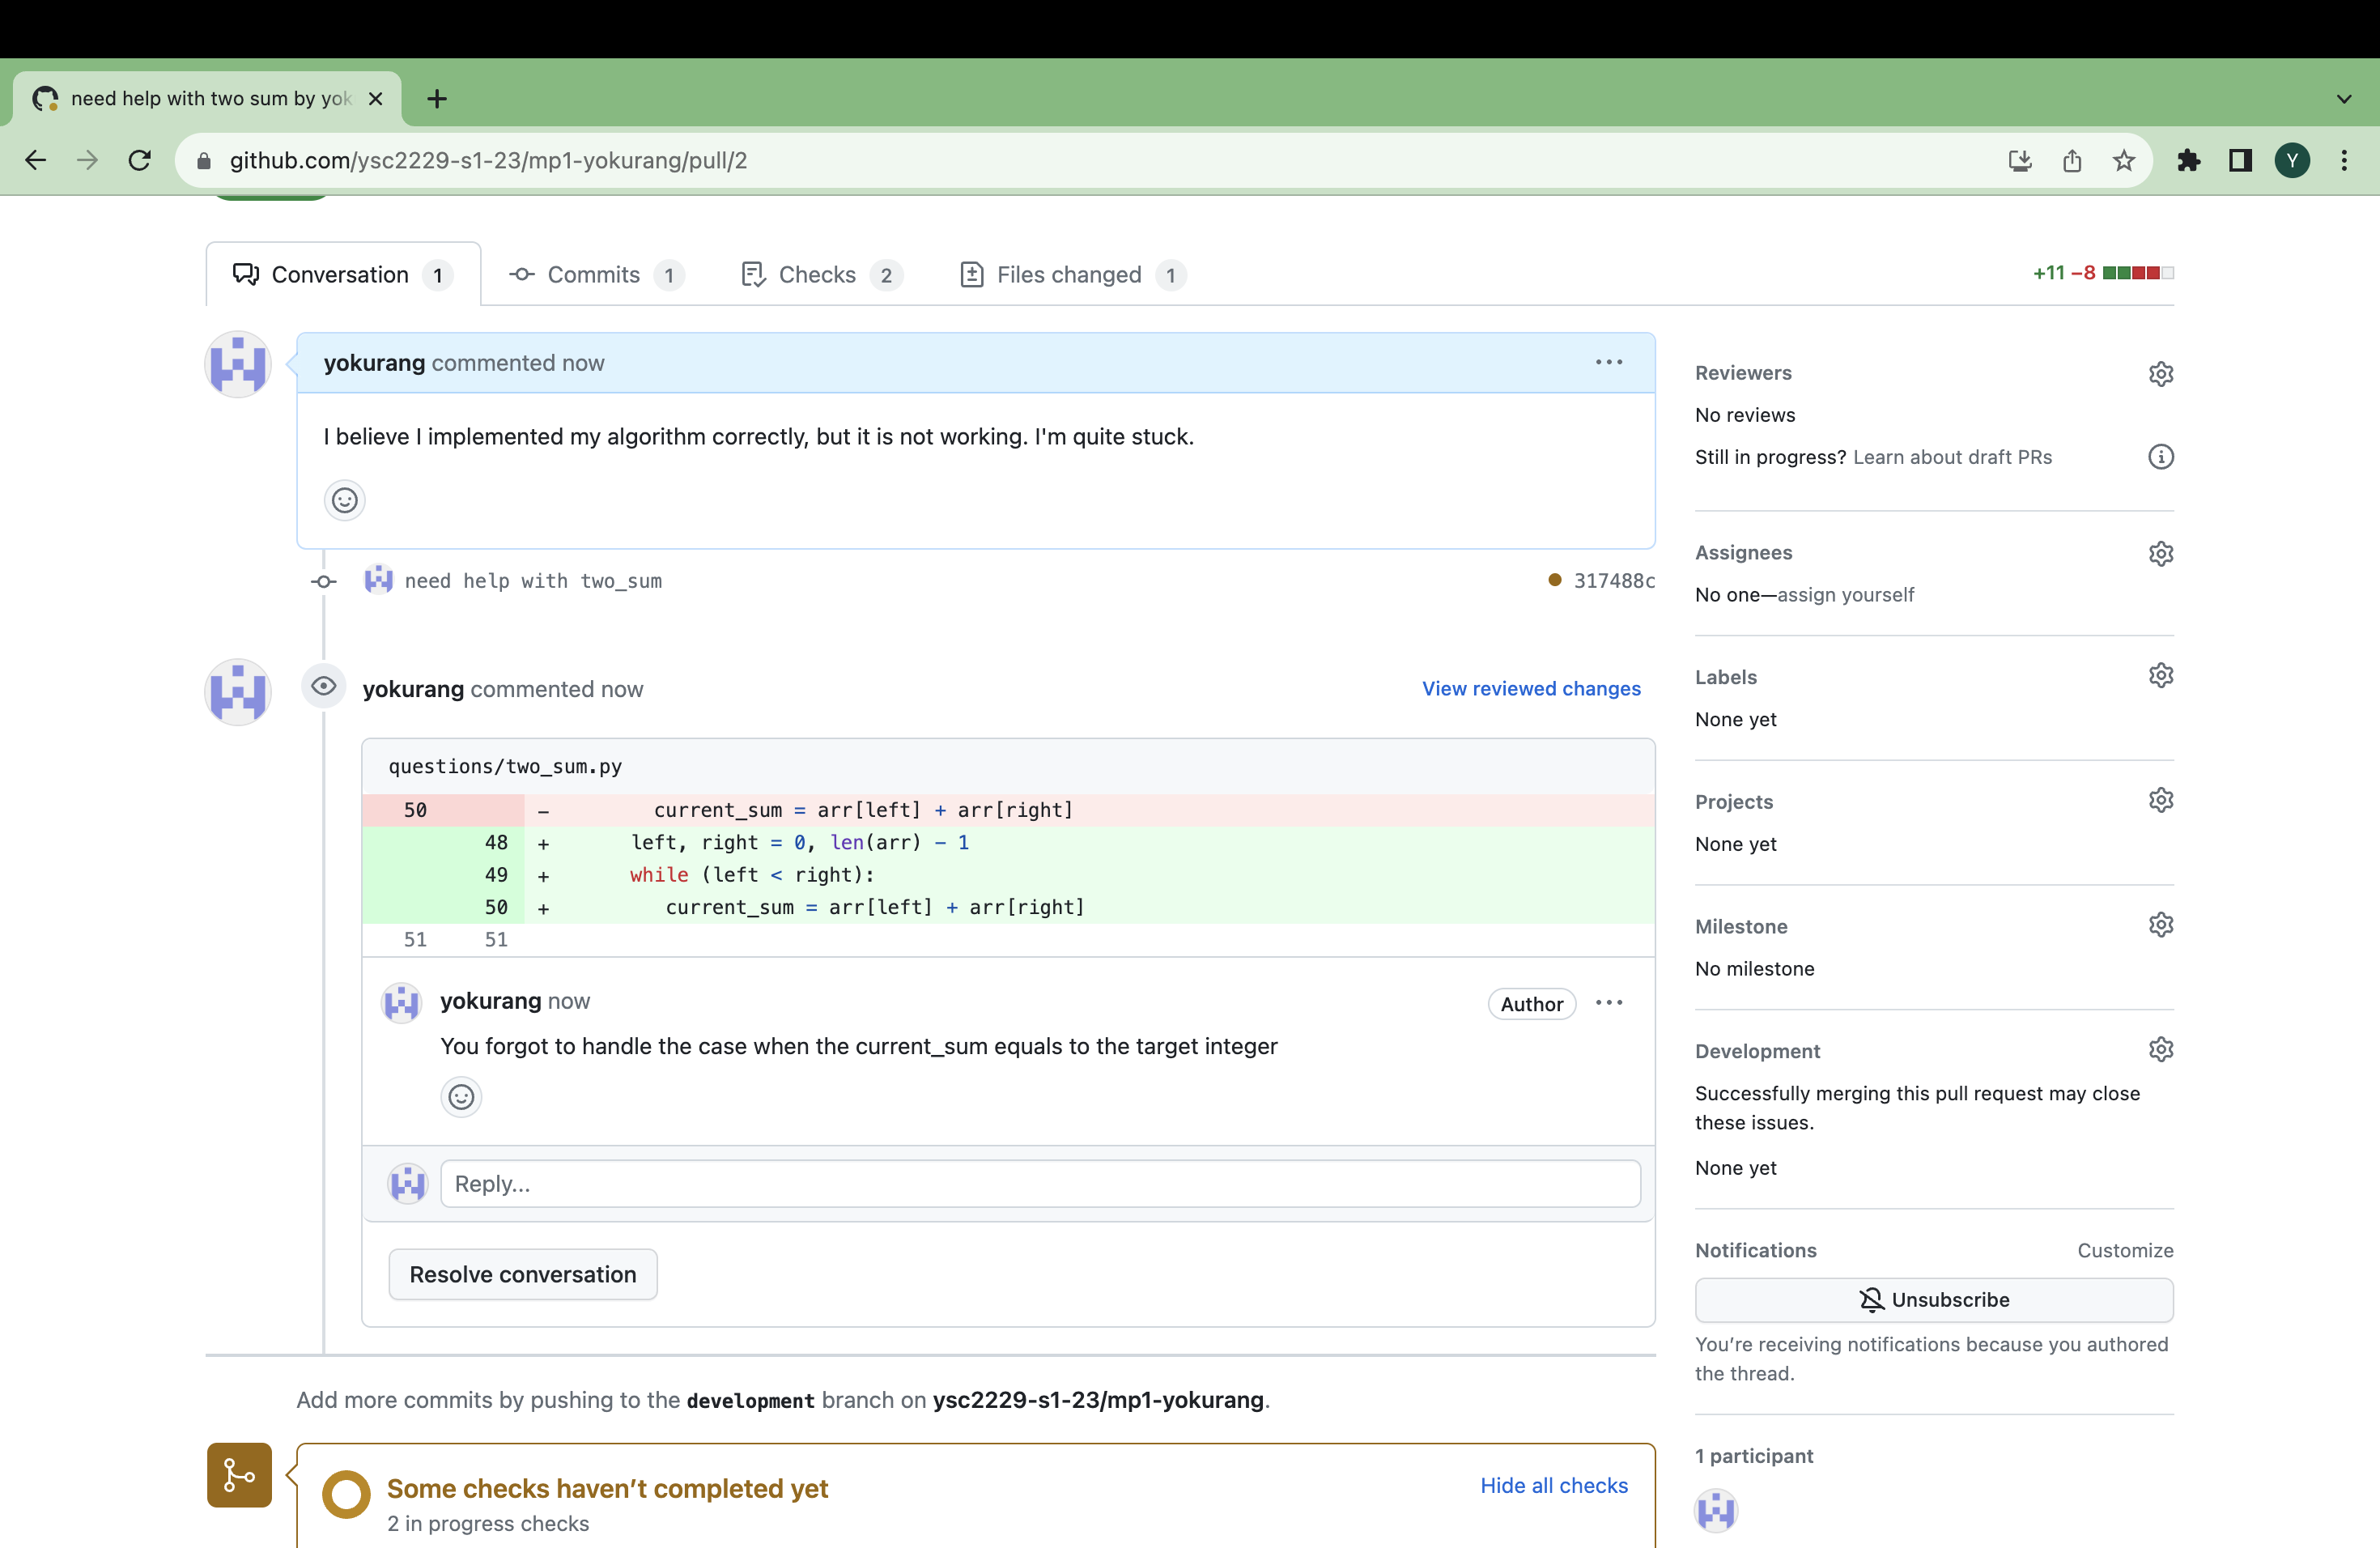 need help with two sum by yok
github.com/ysc2229-s1-23/mp1-yokurang/pull/2
Y
Conversation 1
Commits 1
Checks 2
Files changed 1
+11 −8
yokurang commented now
I believe I implemented my algorithm correctly, but it is not working. I'm quite stuck.
need help with two_sum
317488c
yokurang commented now
View reviewed changes
questions/two_sum.py
50 - current_sum = arr[left] + arr[right]
48 + left, right = 0, len(arr) - 1
49 + while (left < right):
50 + current_sum = arr[left] + arr[right]
51 51
yokurang now
Author
You forgot to handle the case when the current_sum equals to the target integer
Reply...
Resolve conversation
Add more commits by pushing to the development branch on ysc2229-s1-23/mp1-yokurang.
Some checks haven’t completed yet
Hide all checks
2 in progress checks
Reviewers
No reviews
Still in progress? Learn about draft PRs
Assignees
No one—assign yourself
Labels
None yet
Projects
None yet
Milestone
No milestone
Development
Successfully merging this pull request may close
these issues.
None yet
Notifications
Customize
Unsubscribe
You’re receiving notifications because you authored
the thread.
1 participant